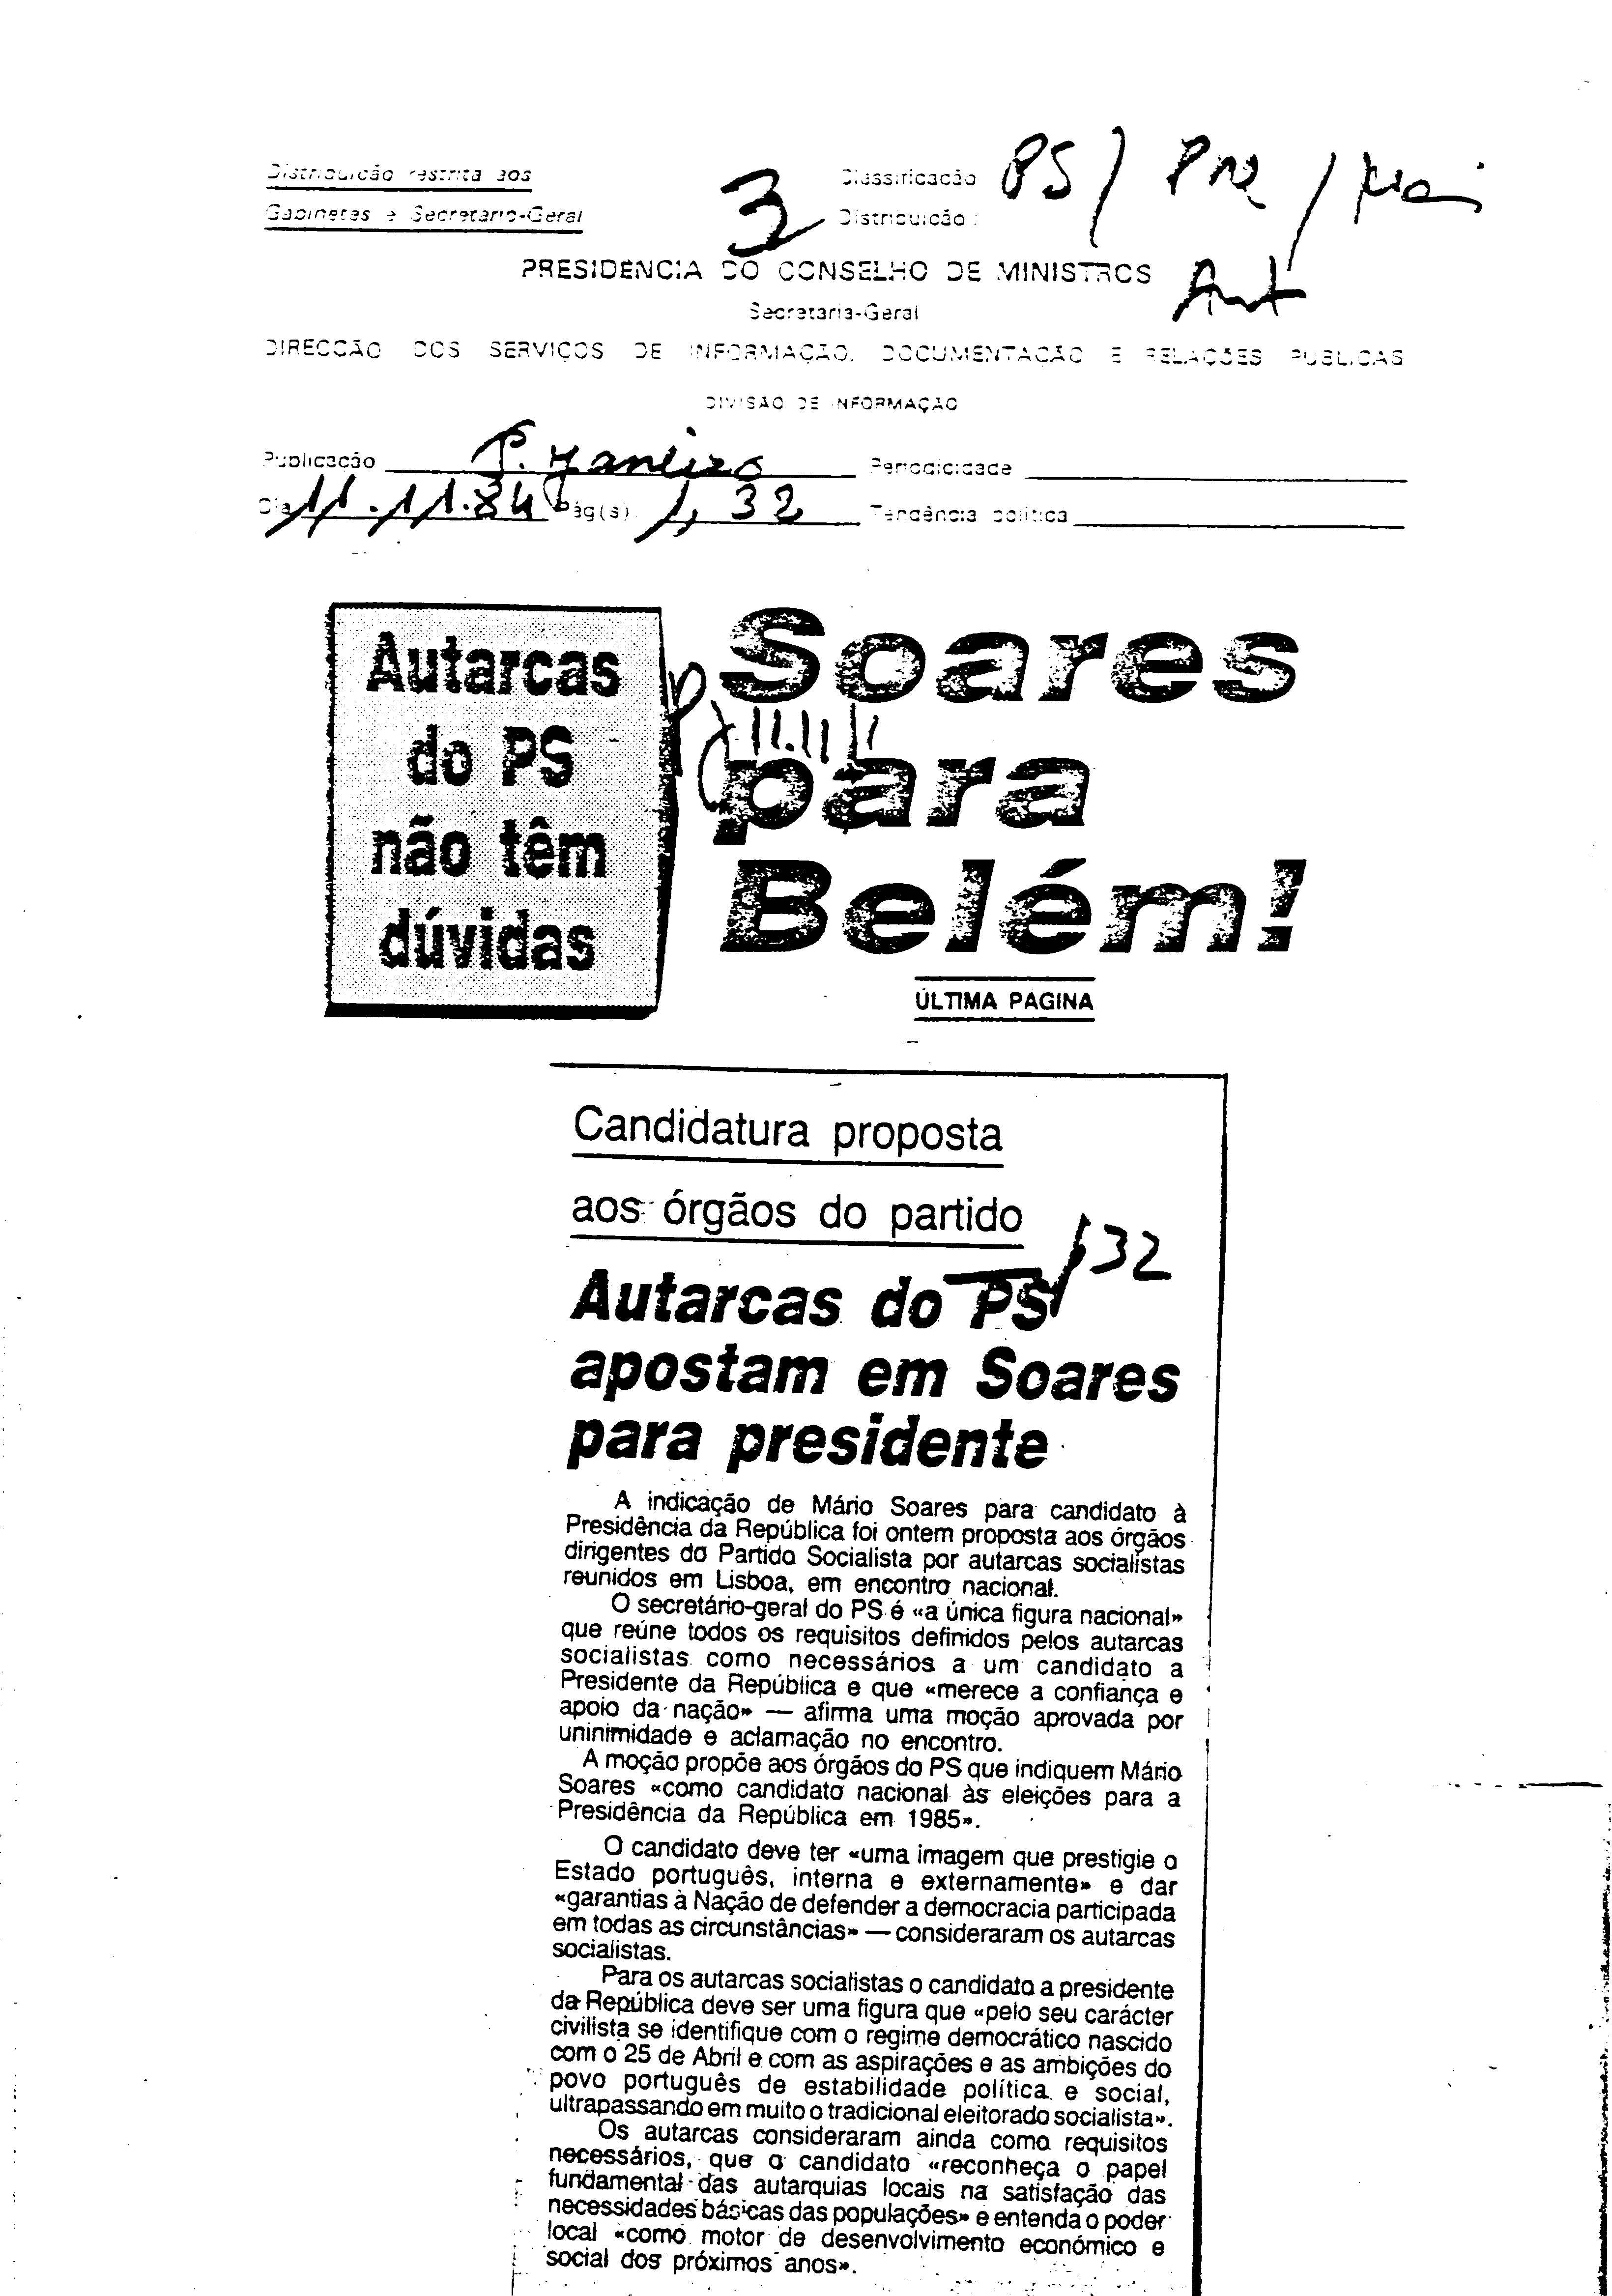 Distribuição restrita aos
Gabinetes e Secretário-Geral
3
Classificação PS / Pre /
Distribuição :
Aut
PRESIDÊNCIA DO CONSELHO DE MINISTROS
Secretaria-Geral
DIRECÇÃO DOS SERVIÇOS DE INFORMAÇÃO, DOCUMENTAÇÃO E RELAÇÕES PÚBLICAS
DIVISÃO DE INFORMAÇÃO
Publicação P. Janeiro Periodicidade
Dia 11.11.84 Pág(s) 1, 32 Tendência política
Autarcas
do PS
não têm
dúvidas
Soares
para
Belém!
ÚLTIMA PÁGINA
Candidatura proposta
aos órgãos do partido
32
Autarcas do PS
apostam em Soares
para presidente
A indicação de Mário Soares para candidato à
Presidência da República foi ontem proposta aos órgãos
dirigentes do Partido Socialista por autarcas socialistas
reunidos em Lisboa, em encontro nacional.
O secretário-geral do PS é «a única figura nacional»
que reúne todos os requisitos definidos pelos autarcas
socialistas como necessários a um candidato a
Presidente da República e que «merece a confiança e
apoio da nação» — afirma uma moção aprovada por
uninimidade e aclamação no encontro.
A moção propõe aos órgãos do PS que indiquem Mário
Soares «como candidato nacional às eleições para a
Presidência da República em 1985».
O candidato deve ter «uma imagem que prestigie o
Estado português, interna e externamente» e dar
«garantias à Nação de defender a democracia participada
em todas as circunstâncias» — consideraram os autarcas
socialistas.
Para os autarcas socialistas o candidato a presidente
da República deve ser uma figura que «pelo seu carácter
civilista se identifique com o regime democrático nascido
com o 25 de Abril e com as aspirações e as ambições do
povo português de estabilidade política e social,
ultrapassando em muito o tradicional eleitorado socialista».
Os autarcas consideraram ainda como requisitos
necessários, que o candidato «reconheça o papel
fundamental das autarquias locais na satisfação das
necessidades básicas das populações» e entenda o poder
local «como motor de desenvolvimento económico e
social dos próximos anos».